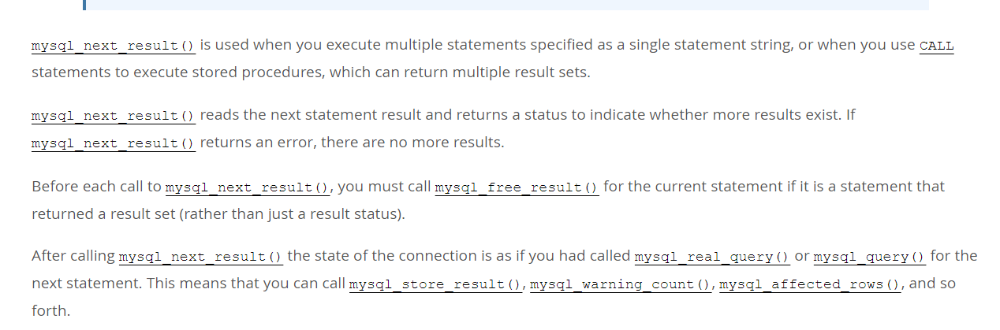 mysql_next_result() is used when you execute multiple statements specified as a single statement string, or when you use CALL
statements to execute stored procedures, which can return multiple result sets.
mysql_next_result() reads the next statement result and returns a status to indicate whether more results exist. If
mysql_next_result() returns an error, there are no more results.
Before each call to mysql_next_result(), you must call mysql_free_result() for the current statement if it is a statement that
returned a result set (rather than just a result status).
After calling mysql_next_result() the state of the connection is as if you had called mysql_real_query() or mysql_query() for the
next statement. This means that you can call mysql_store_result(), mysql_warning_count(), mysql_affected_rows(), and so
forth.